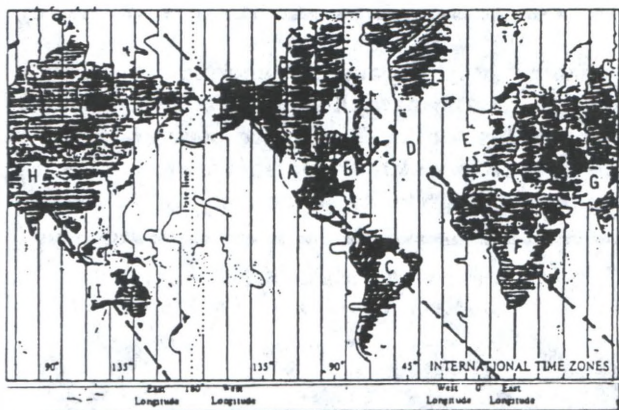 E
D
H
A
B
G
F
C
I
90° 135° 135° 90° 45° INTERNATIONAL TIME ZONES
East 180° West West 0° East
Longitude Longitude Longitude Longitude